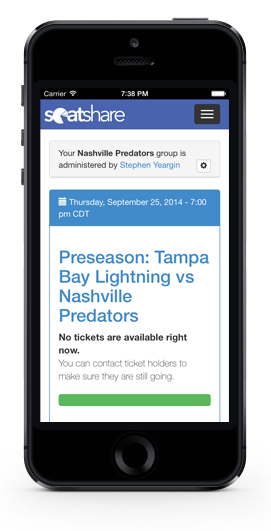 Carrier 7:38 PM
seatshare
Your Nashville Predators group is
administered by Stephen Yeargin
Thursday, September 25, 2014 - 7:00
pm CDT
Preseason: Tampa
Bay Lightning vs
Nashville
Predators
No tickets are available right
now.
You can contact ticket holders to
make sure they are still going.